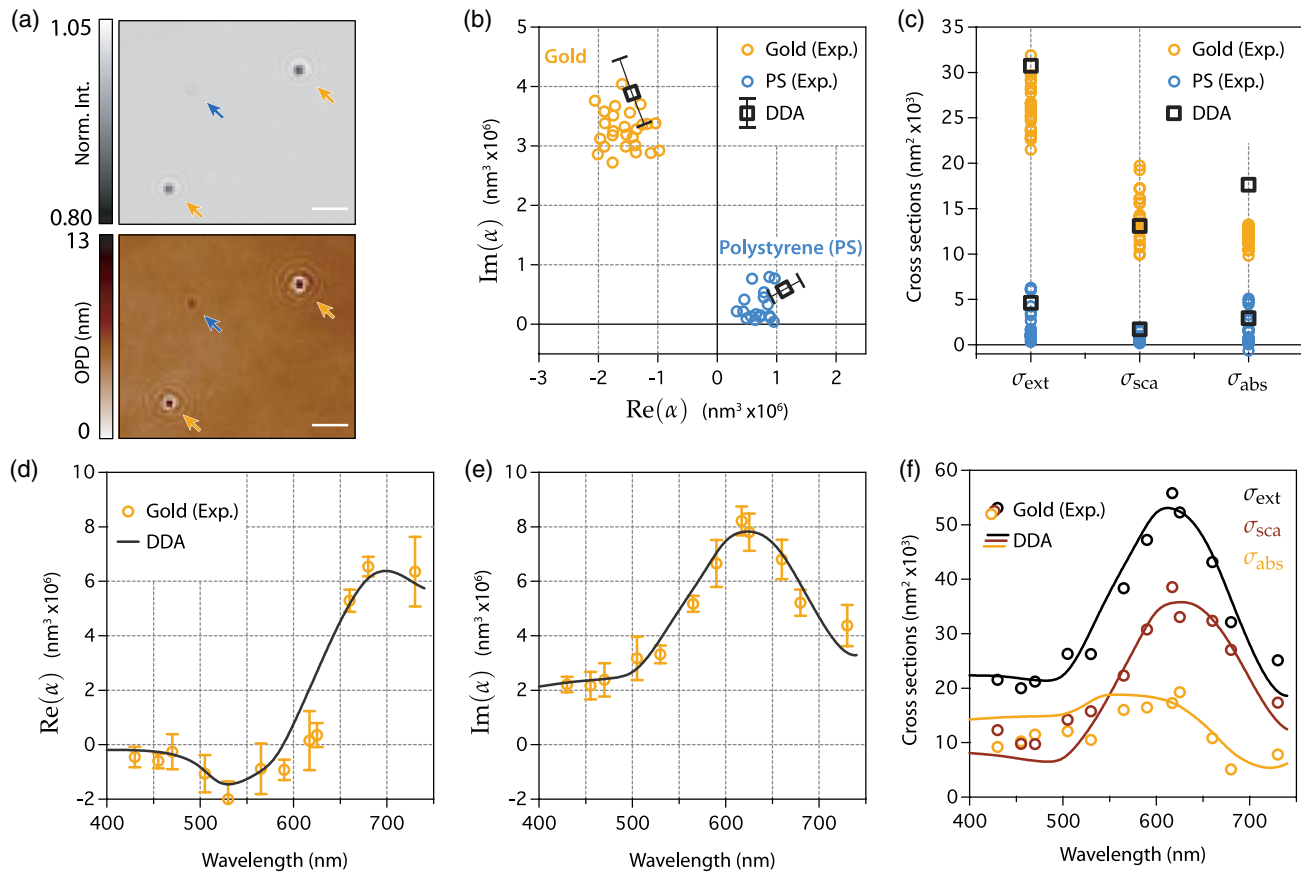 (a)
1.05
Norm. Int.
0.80
13
OPD (nm)
0
(b)
5
4
3
2
1
0
-1
Im(α) (nm³ x10⁶)
Gold
Gold (Exp.)
PS (Exp.)
DDA
Polystyrene (PS)
-3 -2 -1 0 1 2
Re(α) (nm³ x10⁶)
(c)
35
30
25
20
15
10
5
0
Cross sections (nm² x10³)
Gold (Exp.)
PS (Exp.)
DDA
σext σsca σabs
(d)
10
8
6
4
2
-0
-2
Re(α) (nm³ x10⁶)
Gold (Exp.)
DDA
400 500 600 700
Wavelength (nm)
(e)
10
8
6
4
2
0
-2
Im(α) (nm³ x10⁶)
Gold (Exp.)
DDA
400 500 600 700
Wavelength (nm)
(f)
60
50
40
30
20
10
0
Cross sections (nm² x10³)
Gold (Exp.)
DDA
σext
σsca
σabs
400 500 600 700
Wavelength (nm)